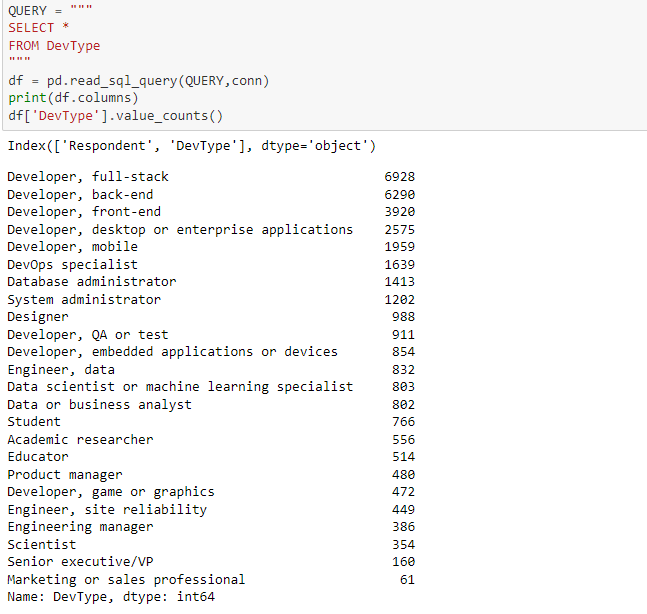 QUERY = """
SELECT *
FROM DevType
"""
df = pd.read_sql_query(QUERY,conn)
print(df.columns)
df['DevType'].value_counts()
Index(['Respondent', 'DevType'], dtype='object')
Developer, full-stack 6928
Developer, back-end 6290
Developer, front-end 3920
Developer, desktop or enterprise applications 2575
Developer, mobile 1959
DevOps specialist 1639
Database administrator 1413
System administrator 1202
Designer 988
Developer, QA or test 911
Developer, embedded applications or devices 854
Engineer, data 832
Data scientist or machine learning specialist 803
Data or business analyst 802
Student 766
Academic researcher 556
Educator 514
Product manager 480
Developer, game or graphics 472
Engineer, site reliability 449
Engineering manager 386
Scientist 354
Senior executive/VP 160
Marketing or sales professional 61
Name: DevType, dtype: int64